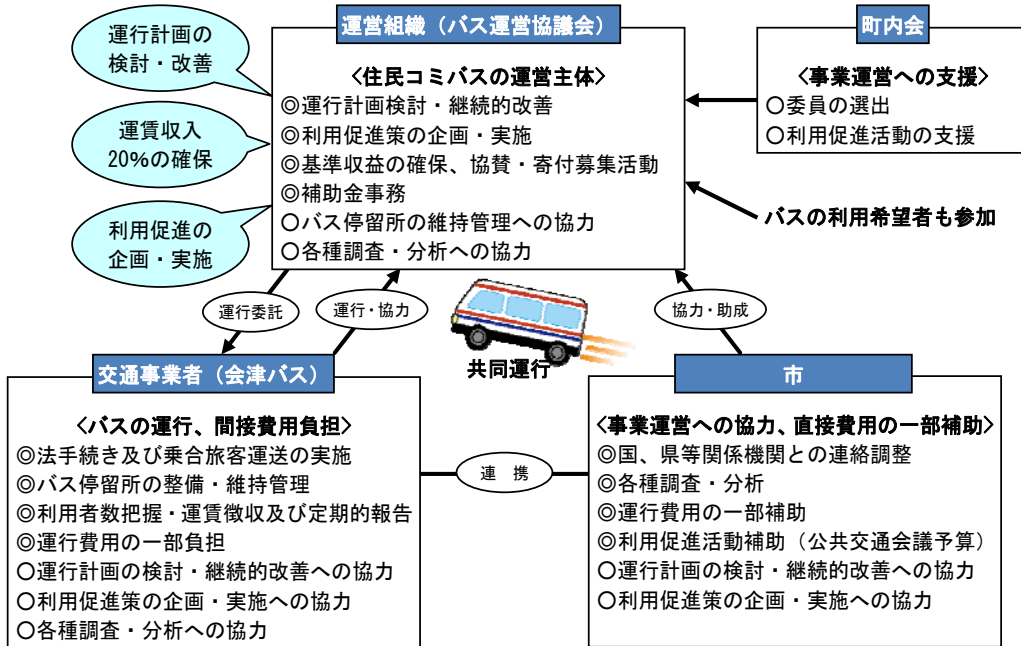 運行計画の
検討・改善
運賃収入
20%の確保
利用促進の
企画・実施
運営組織（バス運営協議会）
<住民コミバスの運営主体>
◎運行計画検討・継続的改善
◎利用促進策の企画・実施
◎基準収益の確保、協賛・寄付募集活動
◎補助金事務
○バス停留所の維持管理への協力
○各種調査・分析への協力
町内会
<事業運営への支援>
○委員の選出
○利用促進活動の支援
バスの利用希望者も参加
運行委託
運行・協力
協力・助成
共同運行
交通事業者（会津バス）
<バスの運行、間接費用負担>
◎法手続き及び乗合旅客運送の実施
◎バス停留所の整備・維持管理
◎利用者数把握・運賃徴収及び定期的報告
◎運行費用の一部負担
○運行計画の検討・継続的改善への協力
○利用促進策の企画・実施への協力
○各種調査・分析への協力
連　携
市
<事業運営への協力、直接費用の一部補助>
◎国、県等関係機関との連絡調整
◎各種調査・分析
◎運行費用の一部補助
◎利用促進活動補助（公共交通会議予算）
○運行計画の検討・継続的改善への協力
○利用促進策の企画・実施への協力